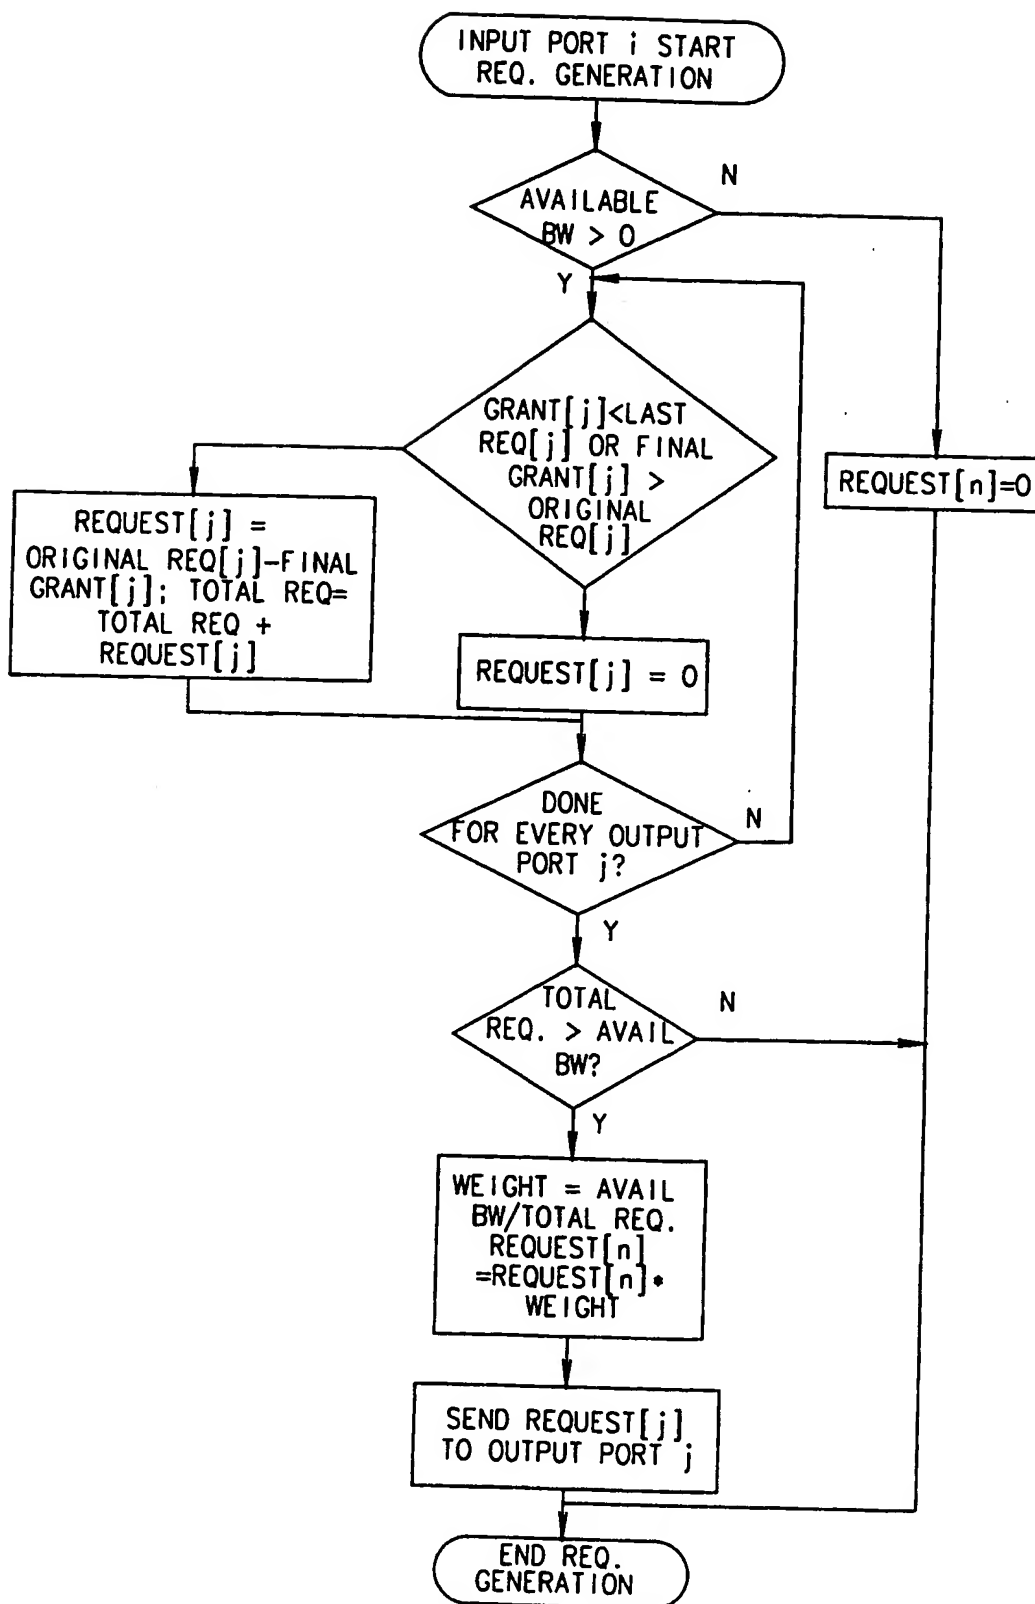 INPUT PORT i START
REQ. GENERATION
AVAILABLE
BW > 0
N
Y
GRANT[j]<LAST
REQ[j] OR FINAL
GRANT[j] >
ORIGINAL
REQ[j]
REQUEST[n]=0
REQUEST[j] =
ORIGINAL REQ[j]-FINAL
GRANT[j]; TOTAL REQ=
TOTAL REQ +
REQUEST[j]
REQUEST[j] = 0
DONE
FOR EVERY OUTPUT
PORT j?
N
Y
TOTAL
REQ. > AVAIL
BW?
N
Y
WEIGHT = AVAIL
BW/TOTAL REQ.
REQUEST[n]
=REQUEST[n]*
WEIGHT
SEND REQUEST[j]
TO OUTPUT PORT j
END REQ.
GENERATION